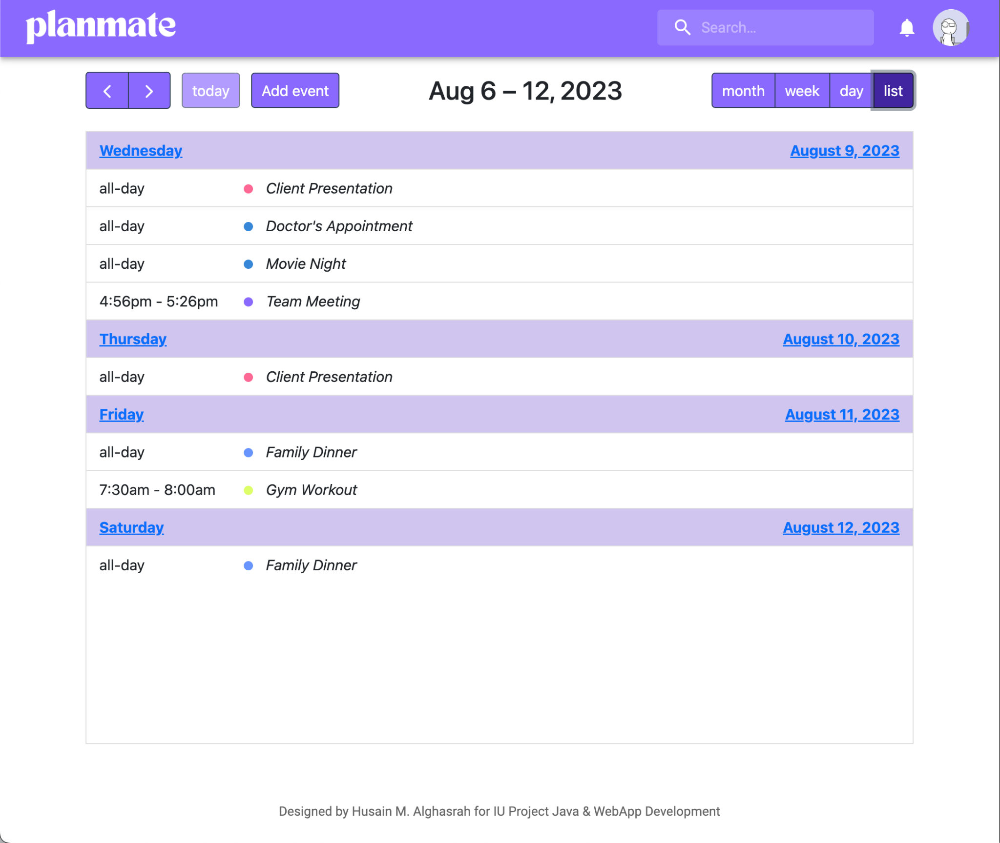 planmate
Search...
today
Add event
Aug 6 – 12, 2023
month
week
day
list
Wednesday August 9, 2023
all-day Client Presentation
all-day Doctor's Appointment
all-day Movie Night
4:56pm - 5:26pm Team Meeting
Thursday August 10, 2023
all-day Client Presentation
Friday August 11, 2023
all-day Family Dinner
7:30am - 8:00am Gym Workout
Saturday August 12, 2023
all-day Family Dinner
Designed by Husain M. Alghasrah for IU Project Java & WebApp Development